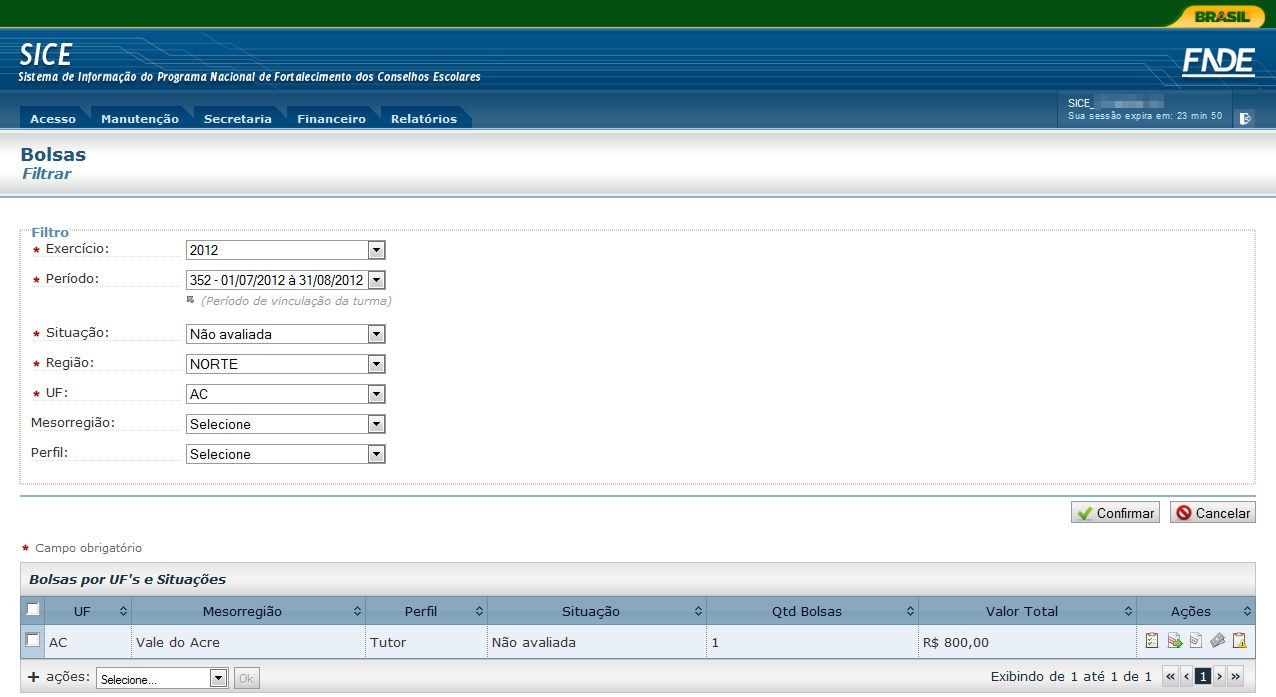 BRASIL
SICE
Sistema de Informação do Programa Nacional de Fortalecimento dos Conselhos Escolares
FNDE
Acesso Manutenção Secretaria Financeiro Relatórios
SICE_
Sua sessão expira em: 23 min 50
Bolsas
Filtrar
Filtro
* Exercício: 2012
* Período: 352 - 01/07/2012 à 31/08/2012
(Período de vinculação da turma)
* Situação: Não avaliada
* Região: NORTE
* UF: AC
Mesorregião: Selecione
Perfil: Selecione
Confirmar Cancelar
* Campo obrigatório
Bolsas por UF's e Situações
UF Mesorregião Perfil Situação Qtd Bolsas Valor Total Ações
AC Vale do Acre Tutor Não avaliada 1 R$ 800,00
+ ações: Selecione... Ok Exibindo de 1 até 1 de 1 « ‹ 1 › »